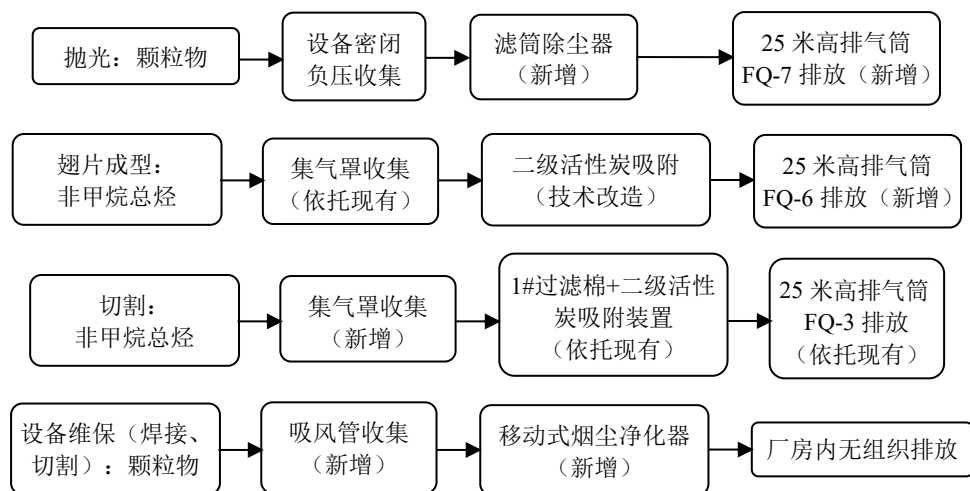 抛光：颗粒物
设备密闭
负压收集
滤筒除尘器
（新增）
25 米高排气筒
FQ-7 排放（新增）
翅片成型：
非甲烷总烃
集气罩收集
（依托现有）
二级活性炭吸附
（技术改造）
25 米高排气筒
FQ-6 排放（新增）
切割：
非甲烷总烃
集气罩收集
（新增）
1#过滤棉+二级活性
炭吸附装置
（依托现有）
25 米高排气筒
FQ-3 排放
（依托现有）
设备维保（焊接、
切割）：颗粒物
吸风管收集
（新增）
移动式烟尘净化器
（新增）
厂房内无组织排放